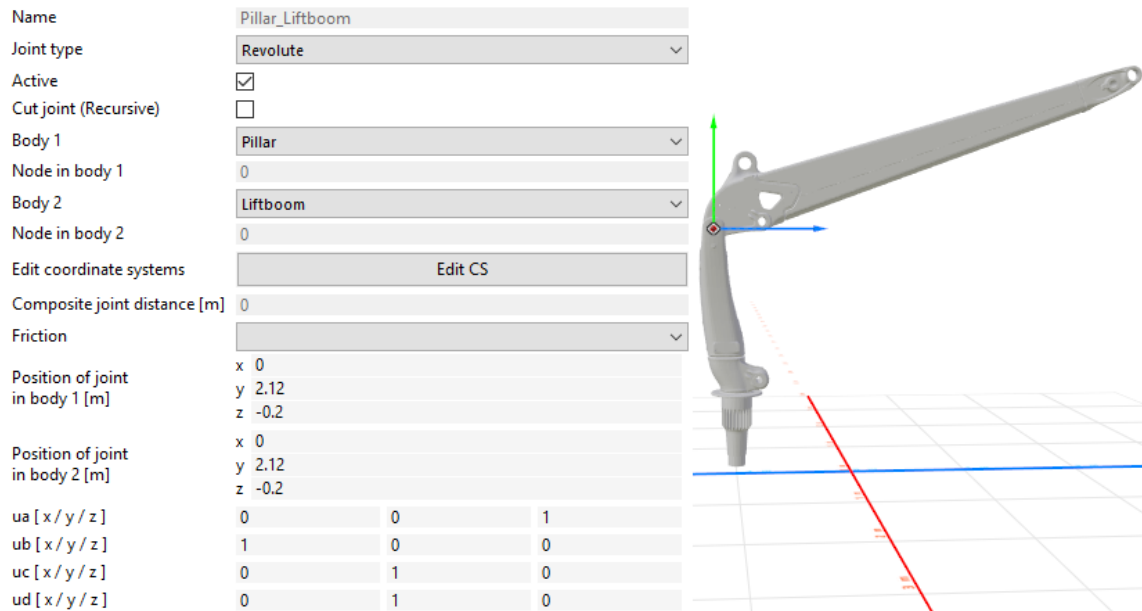 Name Pillar_Liftboom
Joint type Revolute
Active
Cut joint (Recursive)
Body 1 Pillar
Node in body 1 0
Body 2 Liftboom
Node in body 2 0
Edit coordinate systems Edit CS
Composite joint distance [m] 0
Friction
Position of joint
in body 1 [m]
x 0
y 2.12
z -0.2
Position of joint
in body 2 [m]
x 0
y 2.12
z -0.2
ua [ x / y / z ] 0 0 1
ub [ x / y / z ] 1 0 0
uc [ x / y / z ] 0 1 0
ud [ x / y / z ] 0 1 0